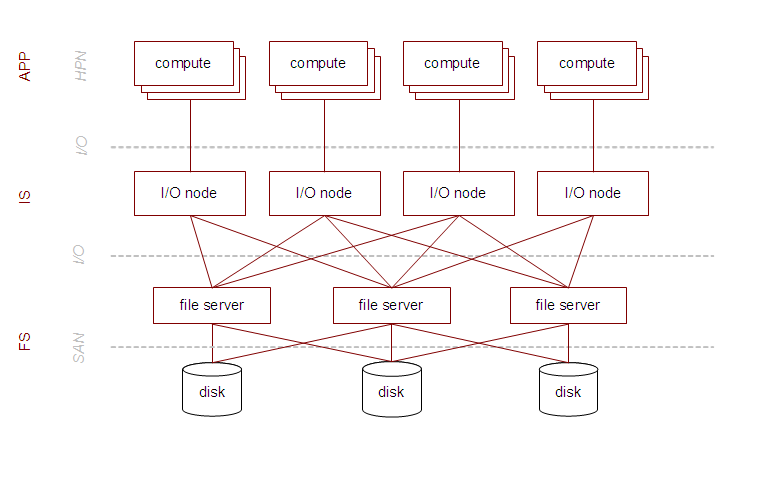 APP
HPN
compute
compute
compute
compute
I/O
IS
I/O node
I/O node
I/O node
I/O node
I/O
file server
file server
file server
FS
SAN
disk
disk
disk